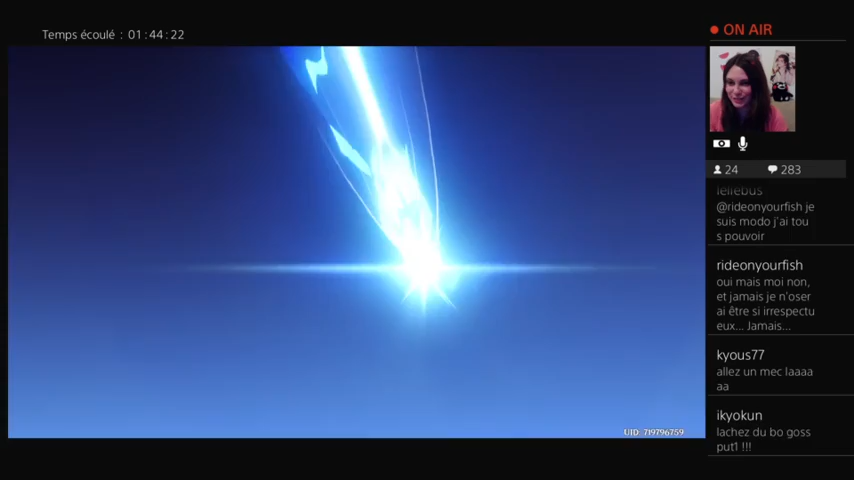 Temps écoulé : 01:44:22
ON AIR
24
283
lellebus
@rideonyourfish je
suis modo j'ai tou
s pouvoir
rideonyourfish
oui mais moi non,
et jamais je n'oser
ai être si irrespectu
eux... Jamais...
kyous77
allez un mec laaaa
aa
ikyokun
lachez du bo goss
put1 !!!
UID: 719796759